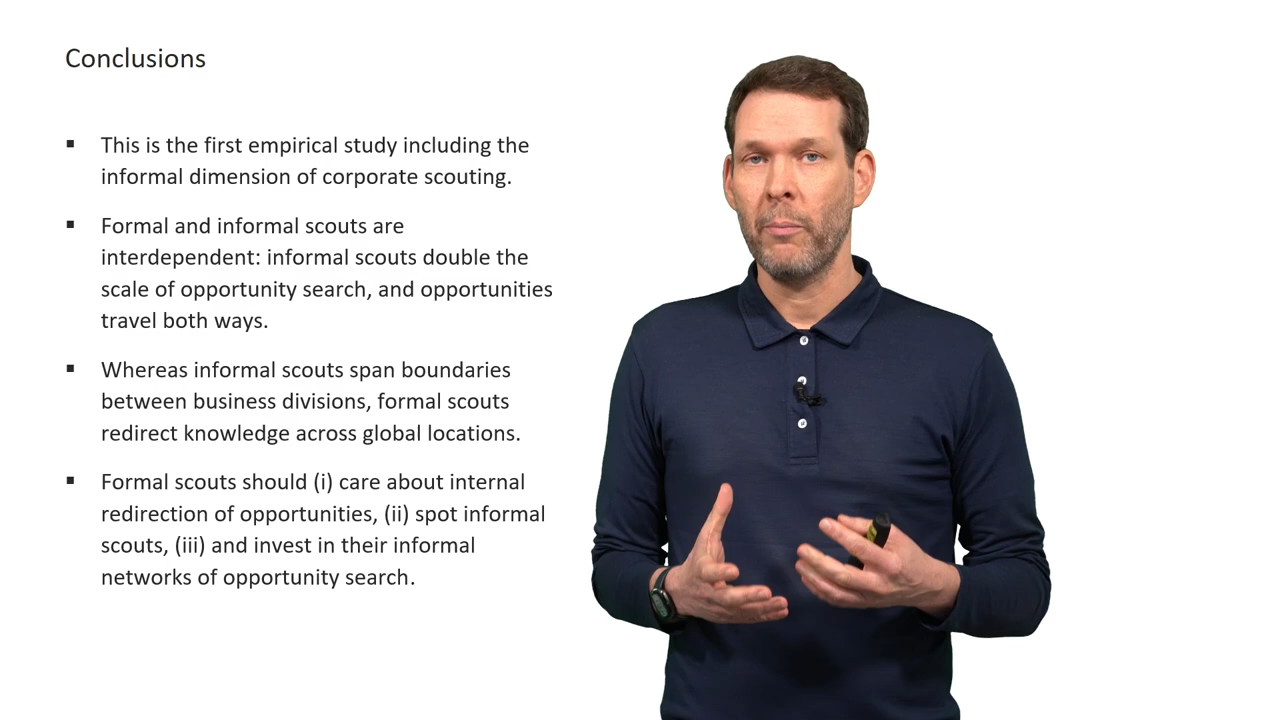 Conclusions
▪ This is the first empirical study including the
informal dimension of corporate scouting.
▪ Formal and informal scouts are
interdependent: informal scouts double the
scale of opportunity search, and opportunities
travel both ways.
▪ Whereas informal scouts span boundaries
between business divisions, formal scouts
redirect knowledge across global locations.
▪ Formal scouts should (i) care about internal
redirection of opportunities, (ii) spot informal
scouts, (iii) and invest in their informal
networks of opportunity search.